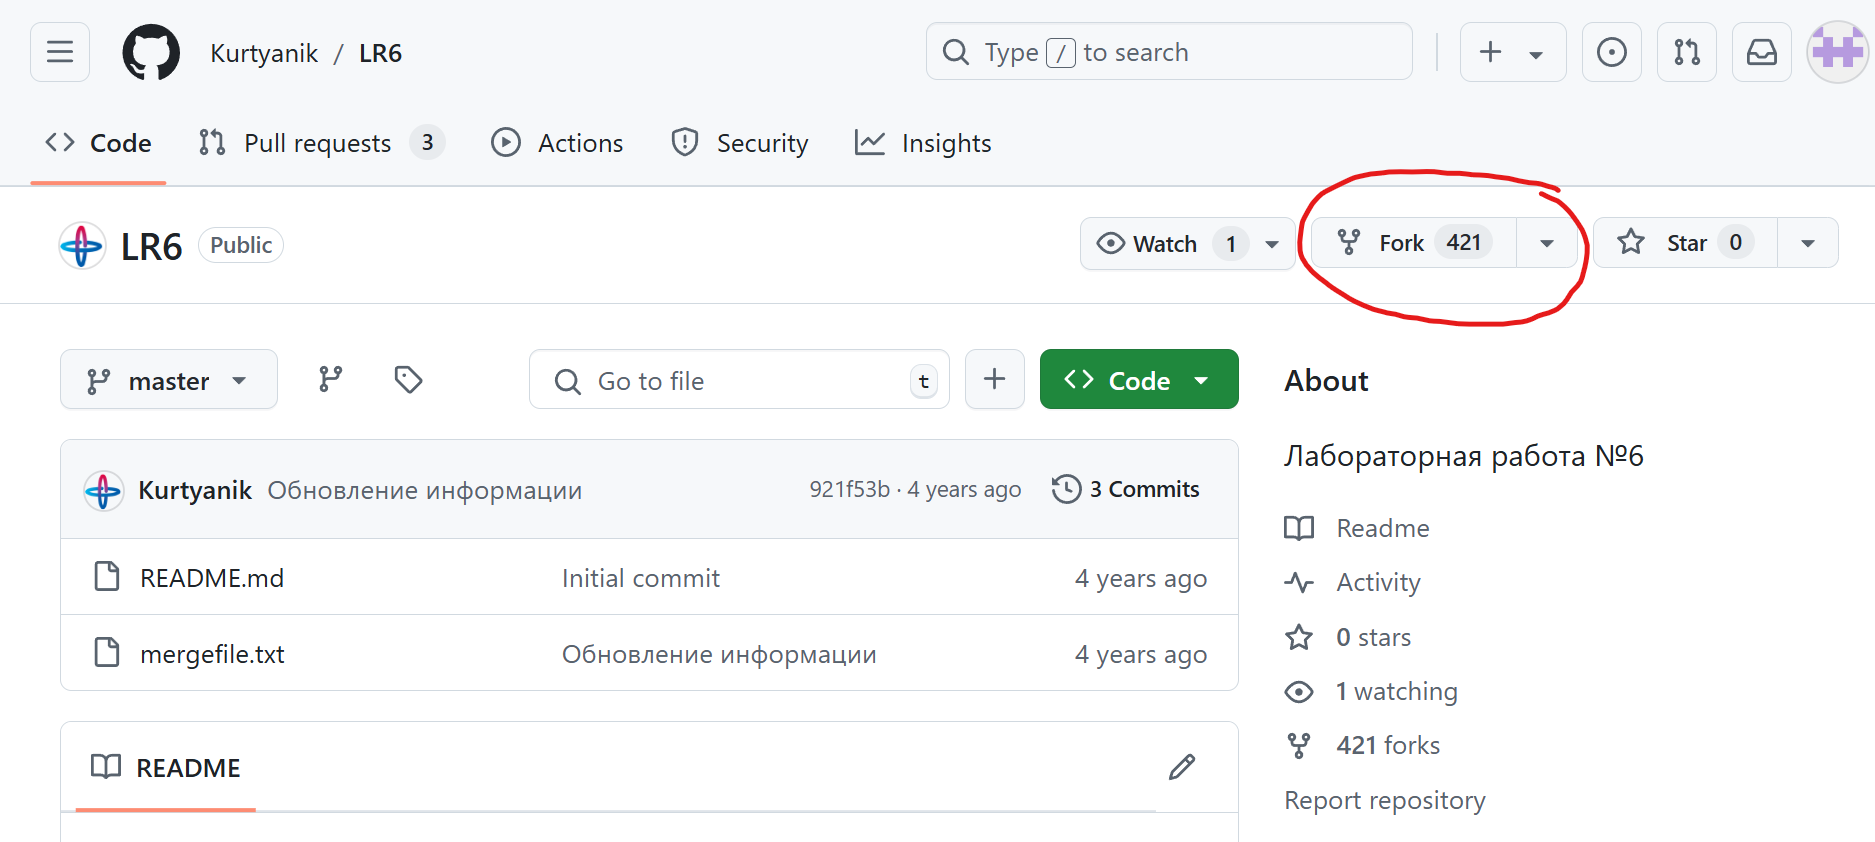 Kurtyanik / LR6
Type / to search
Code Pull requests 3 Actions Security Insights
LR6 Public
Watch 1 Fork 421 Star 0
master
Go to file t
Code
Kurtyanik Обновление информации 921f53b · 4 years ago 3 Commits
README.md Initial commit 4 years ago
mergefile.txt Обновление информации 4 years ago
README
About
Лабораторная работа №6
Readme
Activity
0 stars
1 watching
421 forks
Report repository